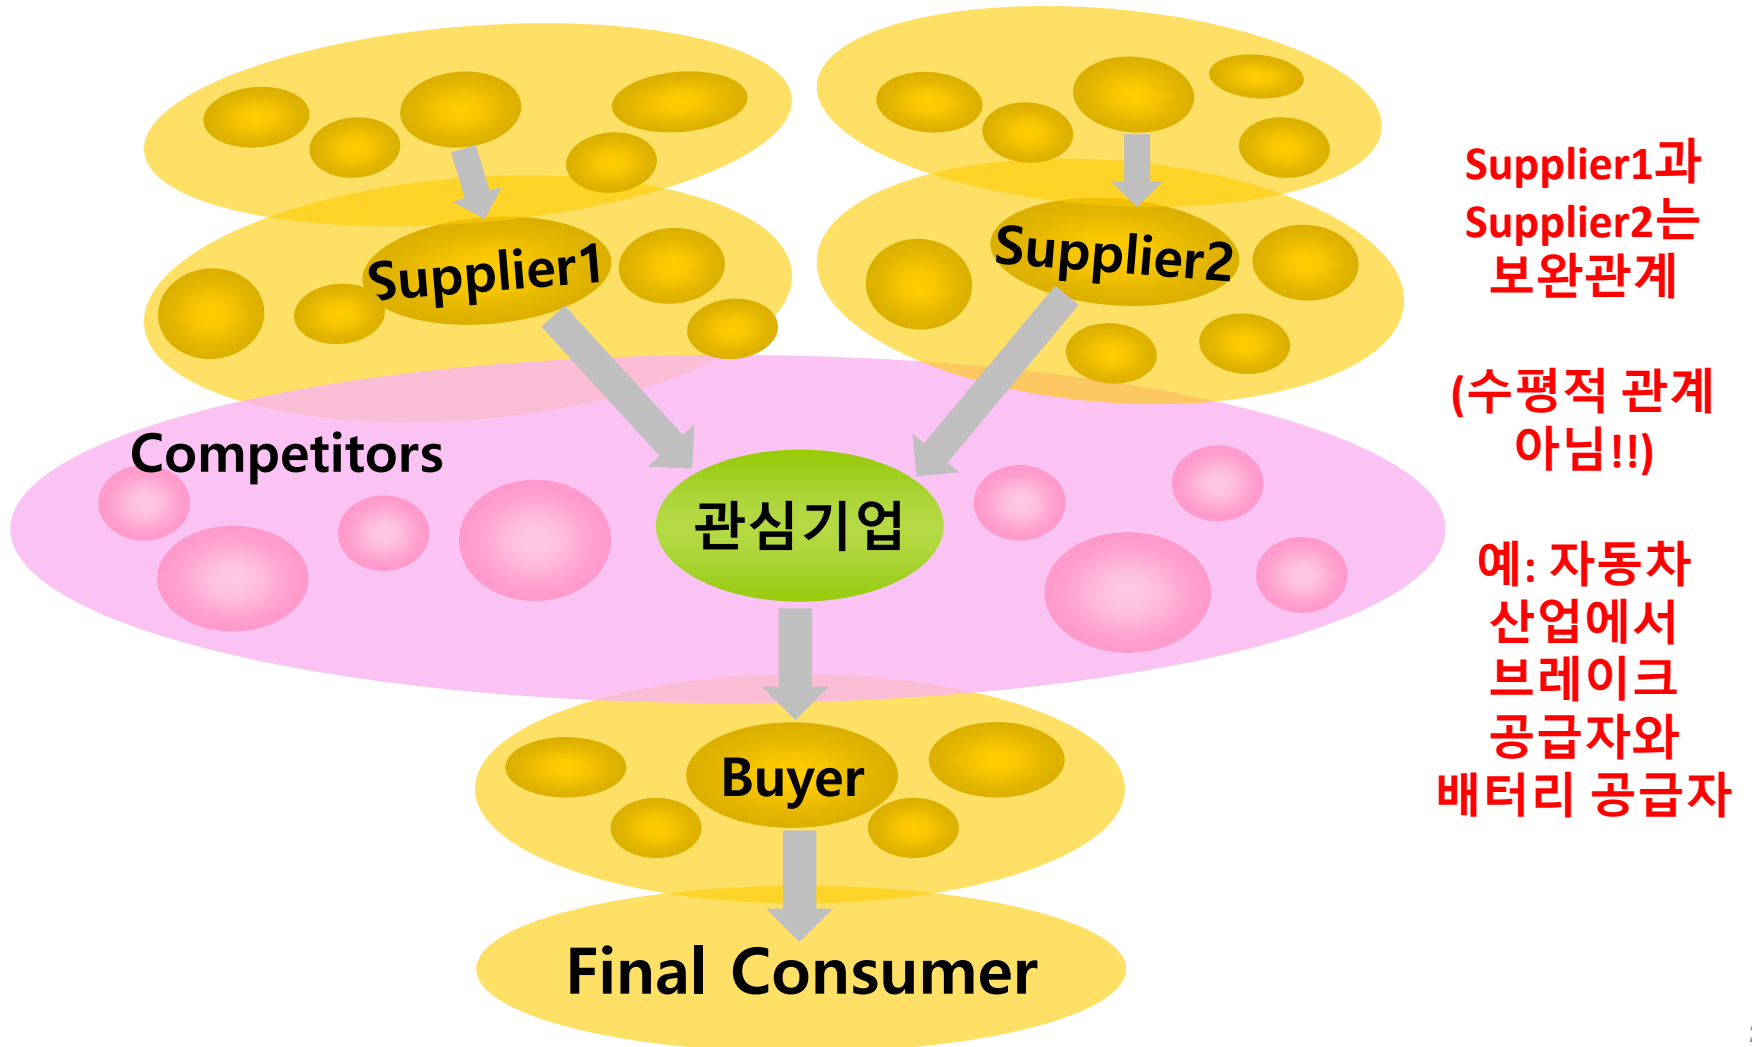 Supplier1
Supplier2
Competitors
관심기업
Buyer
Final Consumer
Supplier1과
Supplier2는
보완관계
(수평적 관계
아님!!)
예: 자동차
산업에서
브레이크
공급자와
배터리 공급자